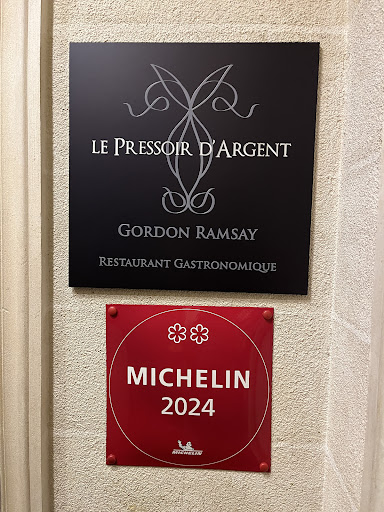 LE PRESSOIR D'ARGENT
GORDON RAMSAY
RESTAURANT GASTRONOMIQUE
MICHELIN
2024
MICHELIN